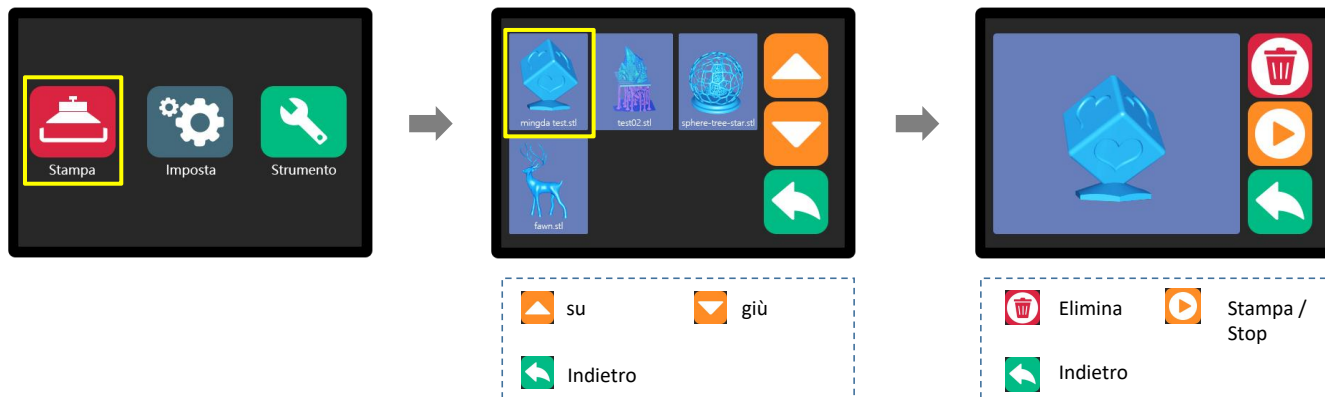 Stampa
Imposta
Strumento
mingda test.stl
test02.stl
sphere-tree-star.stl
fawn.stl
su
giù
Indietro
Elimina
Stampa /
Stop
Indietro